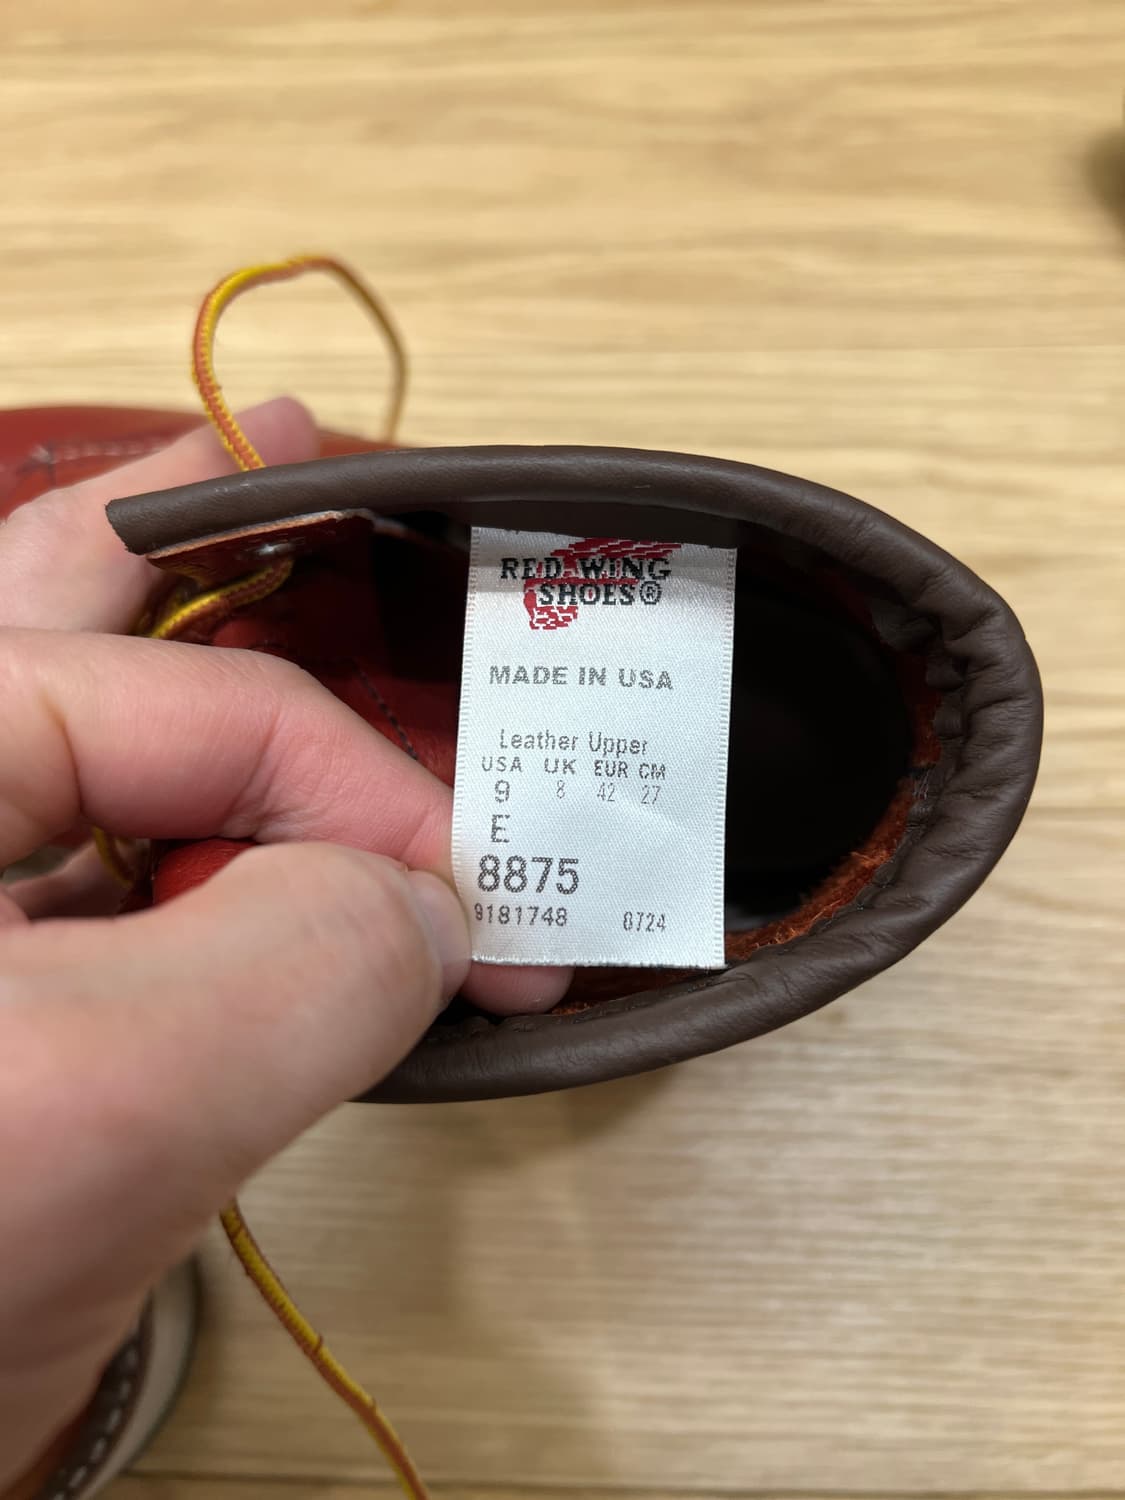 RED WING
SHOES®
MADE IN USA
Leather Upper
USA UK EUR CM
9 8 42 27
E
8875
9181748 0724